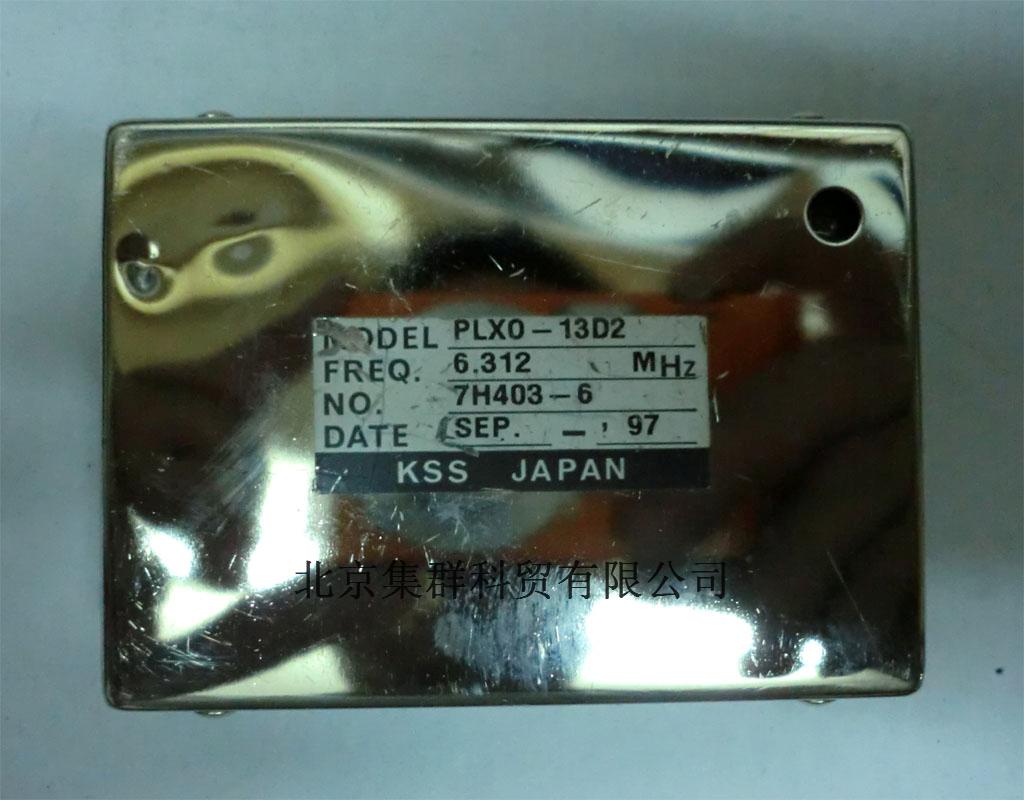 MODEL PLXO-13D2
FREQ. 6.312 MHz
NO. 7H403-6
DATE SEP. -, 97
KSS JAPAN
北京集群科贸有限公司